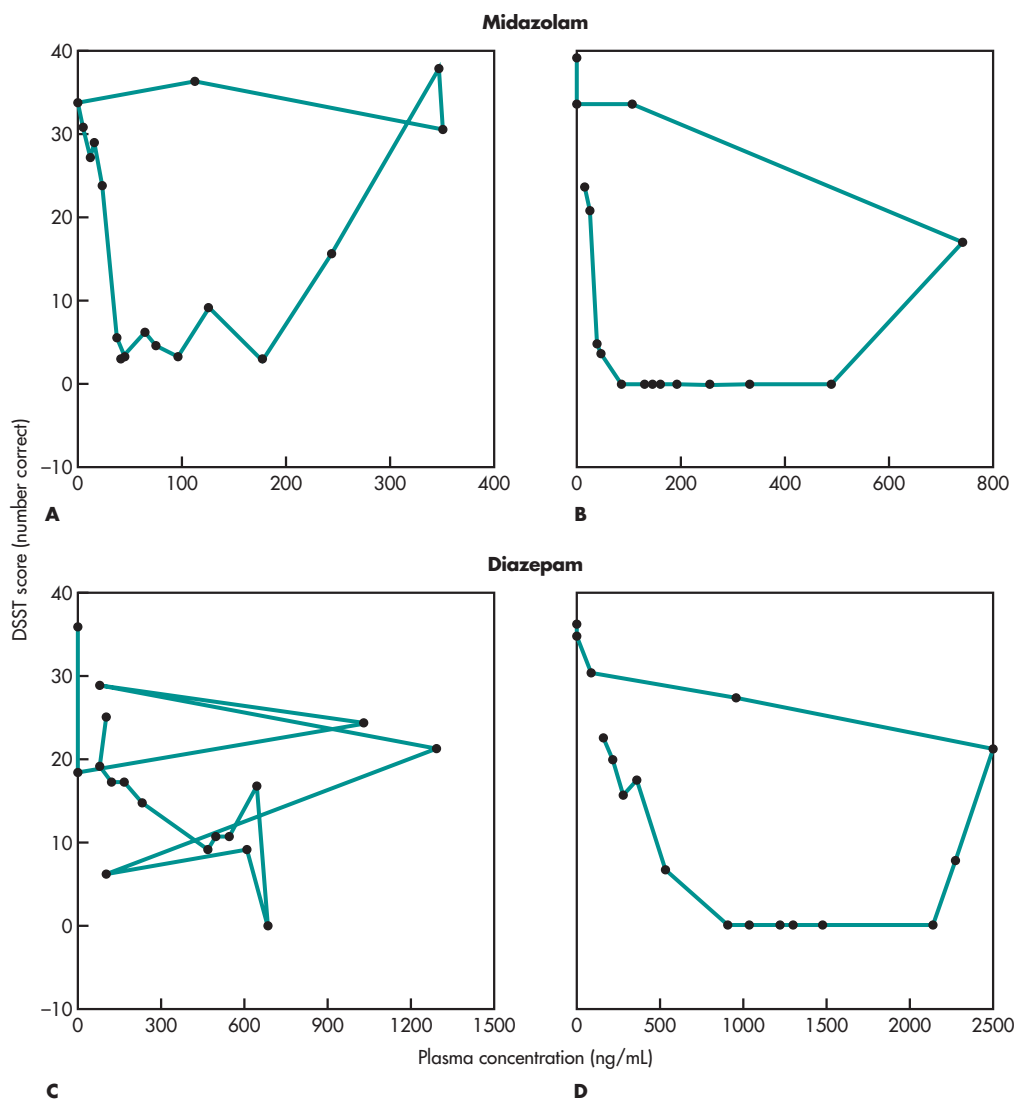 Midazolam
40
30
20
10
0
–10
0 100 200 300 400
0 200 400 600 800
A
B
DSST score (number correct)
Diazepam
40
30
20
10
0
–10
0 300 600 900 1200 1500
0 500 1000 1500 2000 2500
Plasma concentration (ng/mL)
C
D